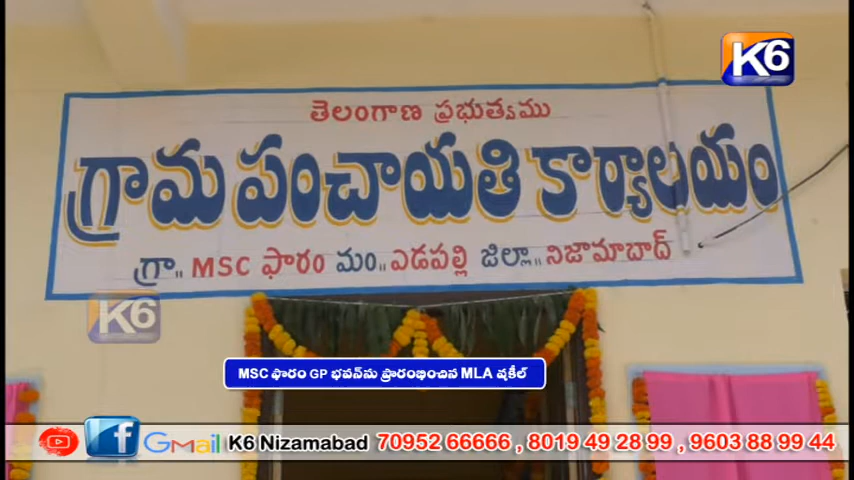 K6
తెలంగాణ ప్రభుత్వము
గ్రామ పంచాయతి కార్యాలయం
గ్రా,, MSC ఫారం మం,, ఎడపల్లి జిల్లా,, నిజామాబాద్
K6
MSC ఫారం GP భవన్‌ను ప్రారంభించిన MLA షకీల్
f Gmail K6 Nizamabad 70952 66666 , 8019 49 28 99 , 9603 88 99 44